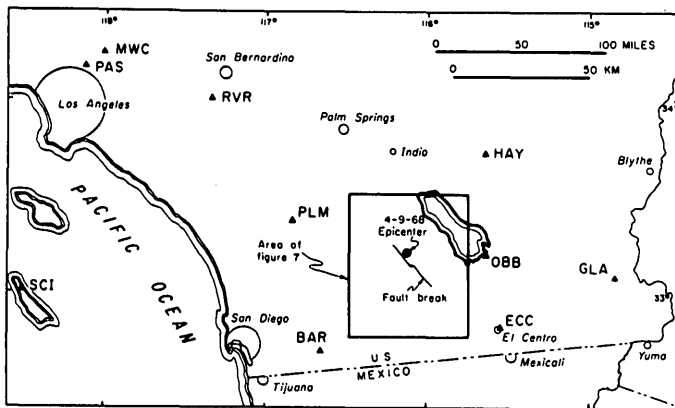 118°
117°
116°
115°
MWC
PAS
San Bernardino
0 50 100 MILES
0 50 KM
Los Angeles
RVR
Palm Springs
34°
Indio
HAY
Blythe
PACIFIC OCEAN
PLM
4-9-68
Epicenter
Area of
figure 7
OBB
GLA
SCI
Fault break
33°
San Diego
ECC
El Centro
BAR
US
MEXICO
Mexicali
Yuma
Tijuana